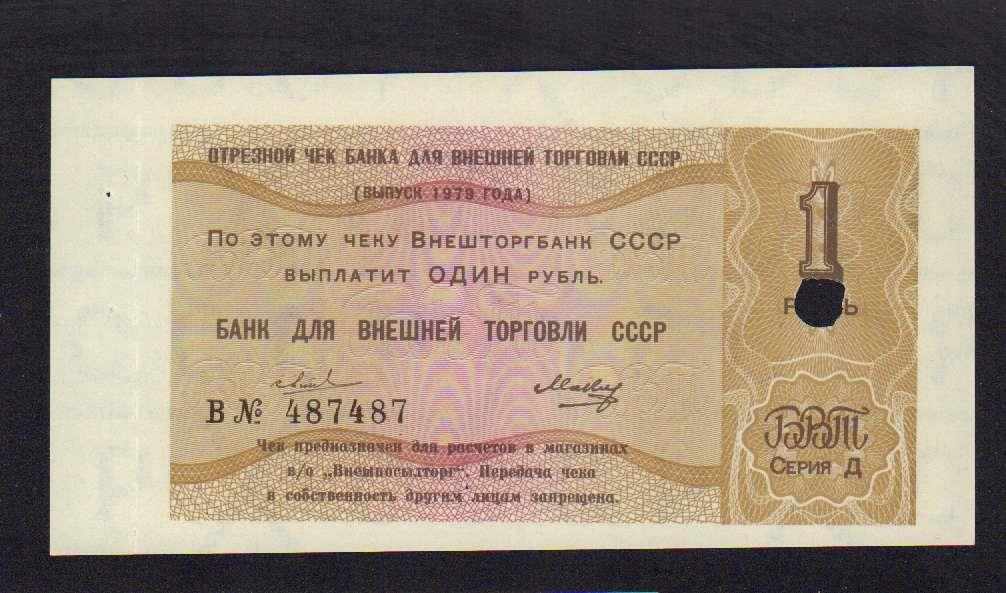 ОТРЕЗНОЙ ЧЕК БАНКА ДЛЯ ВНЕШНЕЙ ТОРГОВЛИ СССР
(ВЫПУСК 1979 ГОДА)
По этому чеку Внешторгбанк СССР
выплатит ОДИН рубль.
БАНК ДЛЯ ВНЕШНЕЙ ТОРГОВЛИ СССР
В № 487487
Чек предназначен для расчетов в магазинах
в/о „Внешпосылторг“. Передача чека
в собственность другим лицам запрещена.
1
БВТ
Серия Д